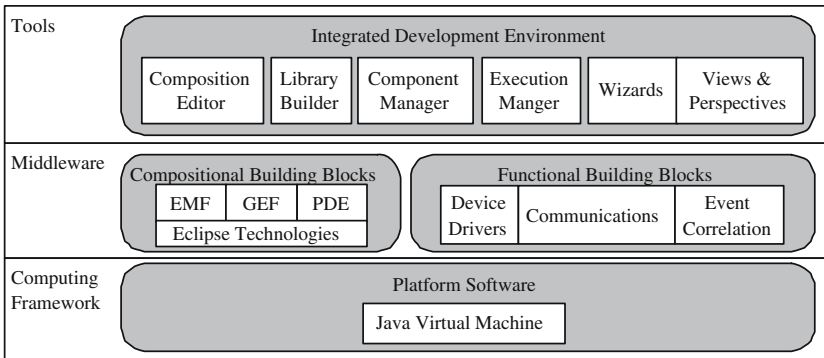 Tools
Integrated Development Environment
Composition
Editor
Library
Builder
Component
Manager
Execution
Manger
Wizards
Views &
Perspectives
Middleware
Compositional Building Blocks
EMF
GEF
PDE
Eclipse Technologies
Functional Building Blocks
Device
Drivers
Communications
Event
Correlation
Computing
Framework
Platform Software
Java Virtual Machine